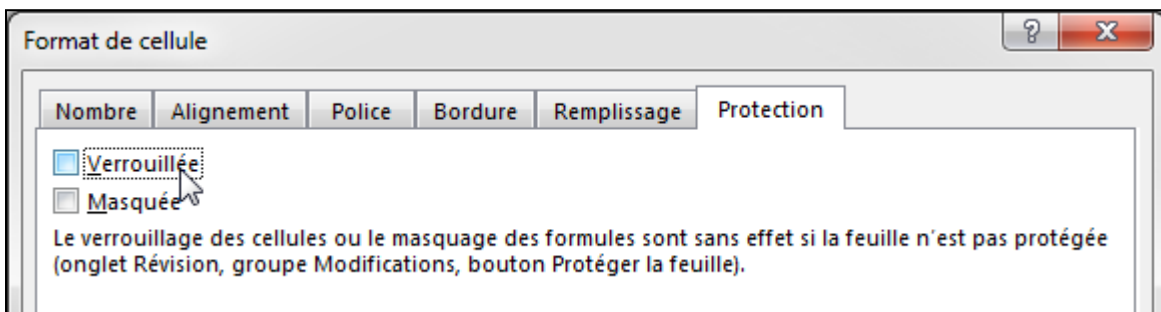 Format de cellule
Nombre Alignement Police Bordure Remplissage Protection
Verrouillée
Masquée
Le verrouillage des cellules ou le masquage des formules sont sans effet si la feuille n'est pas protégée
(onglet Révision, groupe Modifications, bouton Protéger la feuille).